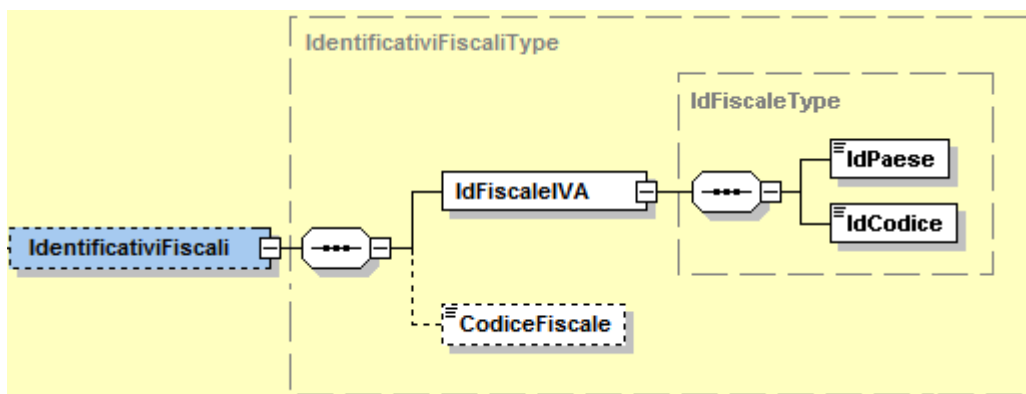 IdentificativiFiscaliType
IdFiscaleType
IdPaese
IdFiscaleIVA
IdCodice
IdentificativiFiscali
CodiceFiscale